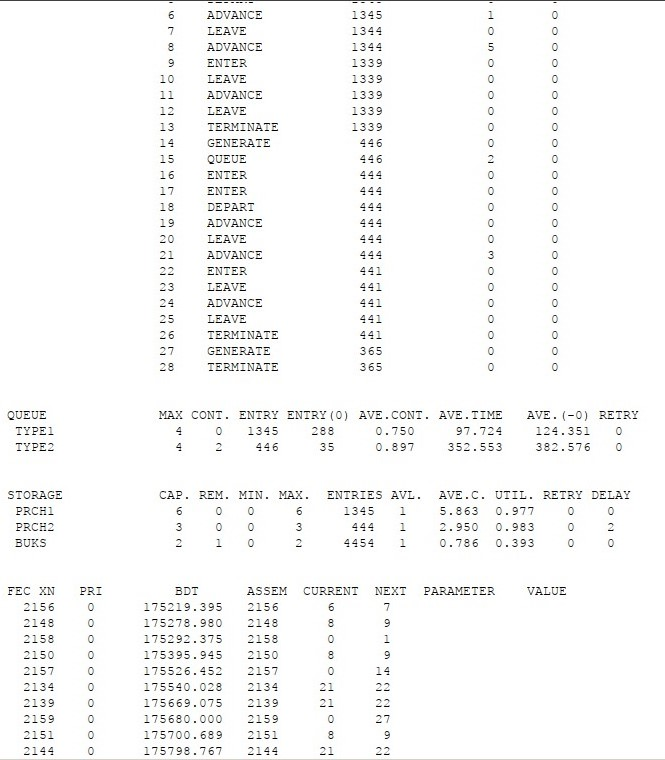 6 ADVANCE 1345 1 0
7 LEAVE 1344 0 0
8 ADVANCE 1344 5 0
9 ENTER 1339 0 0
10 LEAVE 1339 0 0
11 ADVANCE 1339 0 0
12 LEAVE 1339 0 0
13 TERMINATE 1339 0 0
14 GENERATE 446 0 0
15 QUEUE 446 2 0
16 ENTER 444 0 0
17 ENTER 444 0 0
18 DEPART 444 0 0
19 ADVANCE 444 0 0
20 LEAVE 444 0 0
21 ADVANCE 444 3 0
22 ENTER 441 0 0
23 LEAVE 441 0 0
24 ADVANCE 441 0 0
25 LEAVE 441 0 0
26 TERMINATE 441 0 0
27 GENERATE 365 0 0
28 TERMINATE 365 0 0
QUEUE MAX CONT. ENTRY ENTRY(0) AVE.CONT. AVE.TIME AVE.(-0) RETRY
TYPE1 4 0 1345 288 0.750 97.724 124.351 0
TYPE2 4 2 446 35 0.897 352.553 382.576 0
STORAGE CAP. REM. MIN. MAX. ENTRIES AVL. AVE.C. UTIL. RETRY DELAY
PRCH1 6 0 0 6 1345 1 5.863 0.977 0 0
PRCH2 3 0 0 3 444 1 2.950 0.983 0 2
BUKS 2 1 0 2 4454 1 0.786 0.393 0 0
FEC XN PRI BDT ASSEM CURRENT NEXT PARAMETER VALUE
2156 0 175219.395 2156 6 7
2148 0 175278.980 2148 8 9
2158 0 175292.375 2158 0 1
2150 0 175395.945 2150 8 9
2157 0 175526.452 2157 0 14
2134 0 175540.028 2134 21 22
2139 0 175669.075 2139 21 22
2159 0 175680.000 2159 0 27
2151 0 175700.689 2151 8 9
2144 0 175798.767 2144 21 22